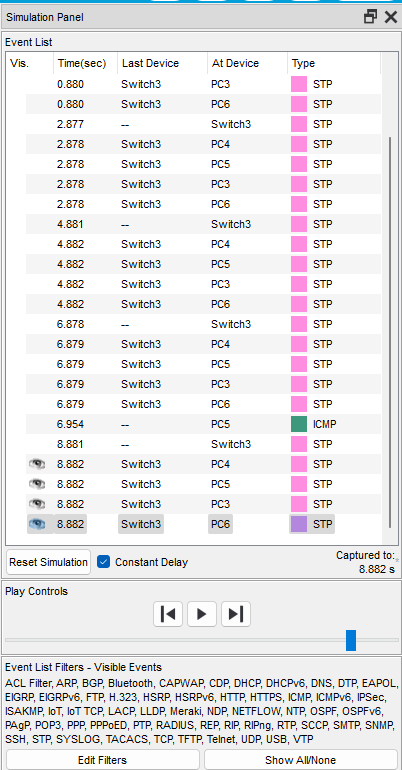 Simulation Panel
Event List
Vis. Time(sec) Last Device At Device Type
0.880 Switch3 PC3 STP
0.880 Switch3 PC6 STP
2.877 -- Switch3 STP
2.878 Switch3 PC4 STP
2.878 Switch3 PC5 STP
2.878 Switch3 PC3 STP
2.878 Switch3 PC6 STP
4.881 -- Switch3 STP
4.882 Switch3 PC4 STP
4.882 Switch3 PC5 STP
4.882 Switch3 PC3 STP
4.882 Switch3 PC6 STP
6.878 -- Switch3 STP
6.879 Switch3 PC4 STP
6.879 Switch3 PC5 STP
6.879 Switch3 PC3 STP
6.879 Switch3 PC6 STP
6.954 -- PC5 ICMP
8.881 -- Switch3 STP
8.882 Switch3 PC4 STP
8.882 Switch3 PC5 STP
8.882 Switch3 PC3 STP
8.882 Switch3 PC6 STP
Reset Simulation Constant Delay Captured to:
8.882 s
Play Controls
Event List Filters - Visible Events
ACL Filter, ARP, BGP, Bluetooth, CAPWAP, CDP, DHCP, DHCPv6, DNS, DTP, EAPOL,
EIGRP, EIGRPv6, FTP, H.323, HSRP, HSRPv6, HTTP, HTTPS, ICMP, ICMPv6, IPSec,
ISAKMP, IoT, IoT TCP, LACP, LLDP, Meraki, NDP, NETFLOW, NTP, OSPF, OSPFv6,
PAgP, POP3, PPP, PPPoED, PTP, RADIUS, REP, RIP, RIPng, RTP, SCCP, SMTP, SNMP,
SSH, STP, SYSLOG, TACACS, TCP, TFTP, Telnet, UDP, USB, VTP
Edit Filters Show All/None